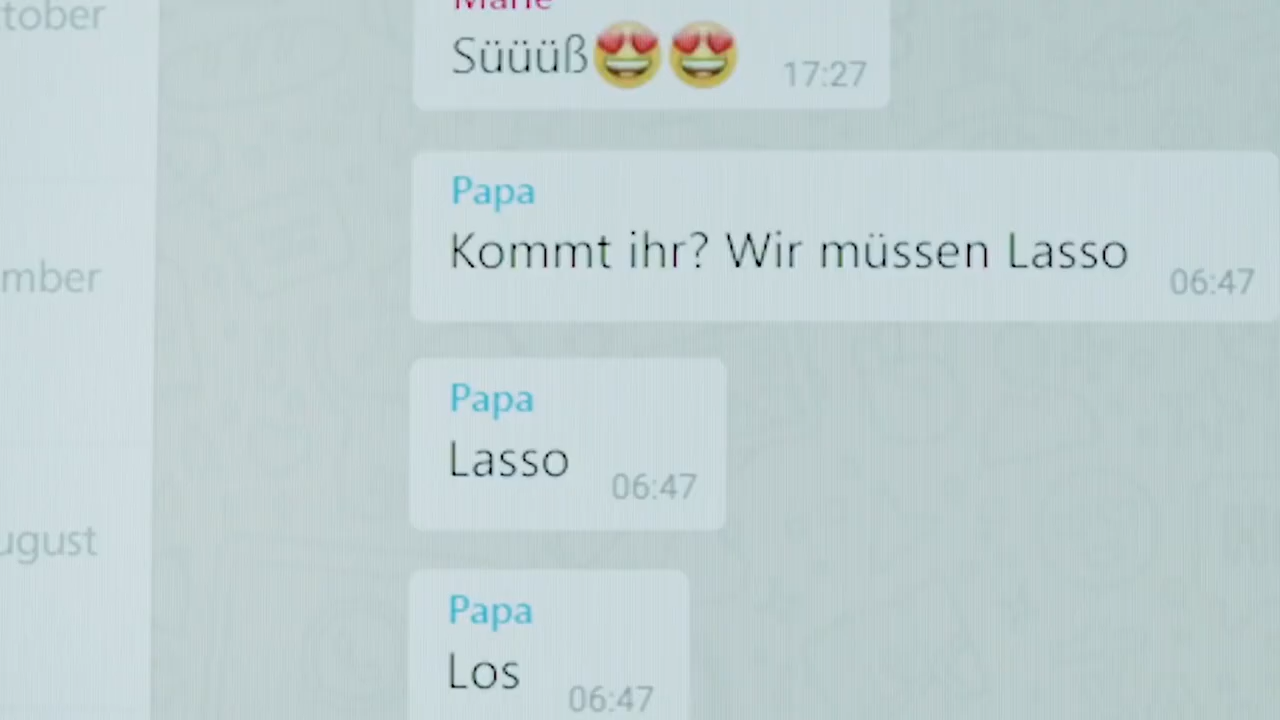 tober
Marie
Süüüß😍😍 17:27
Papa
Kommt ihr? Wir müssen Lasso 06:47
mber
Papa
Lasso 06:47
ugust
Papa
Los 06:47